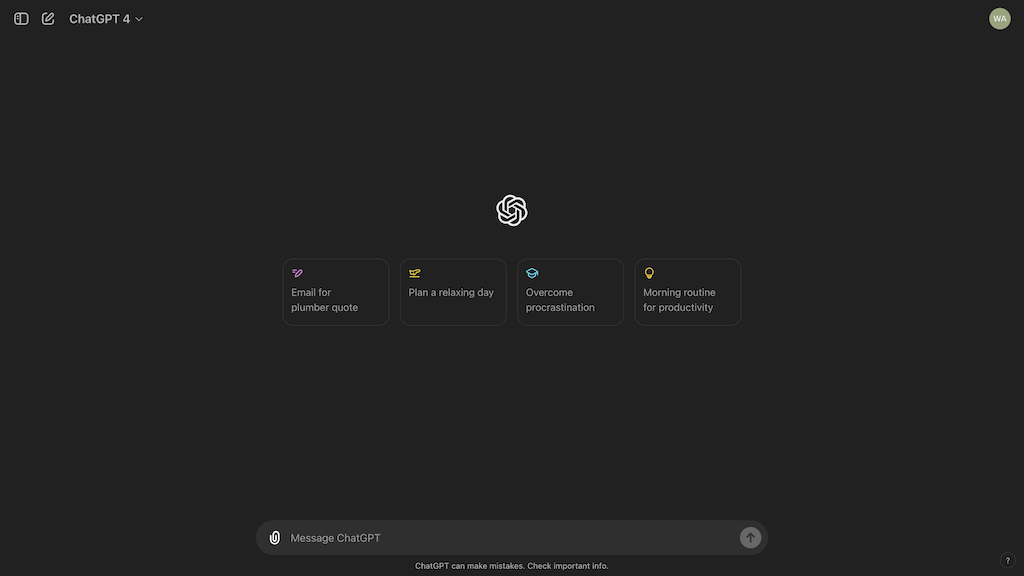 ChatGPT 4
WA
Email for
plumber quote
Plan a relaxing day
Overcome
procrastination
Morning routine
for productivity
Message ChatGPT
ChatGPT can make mistakes. Check important info.
?